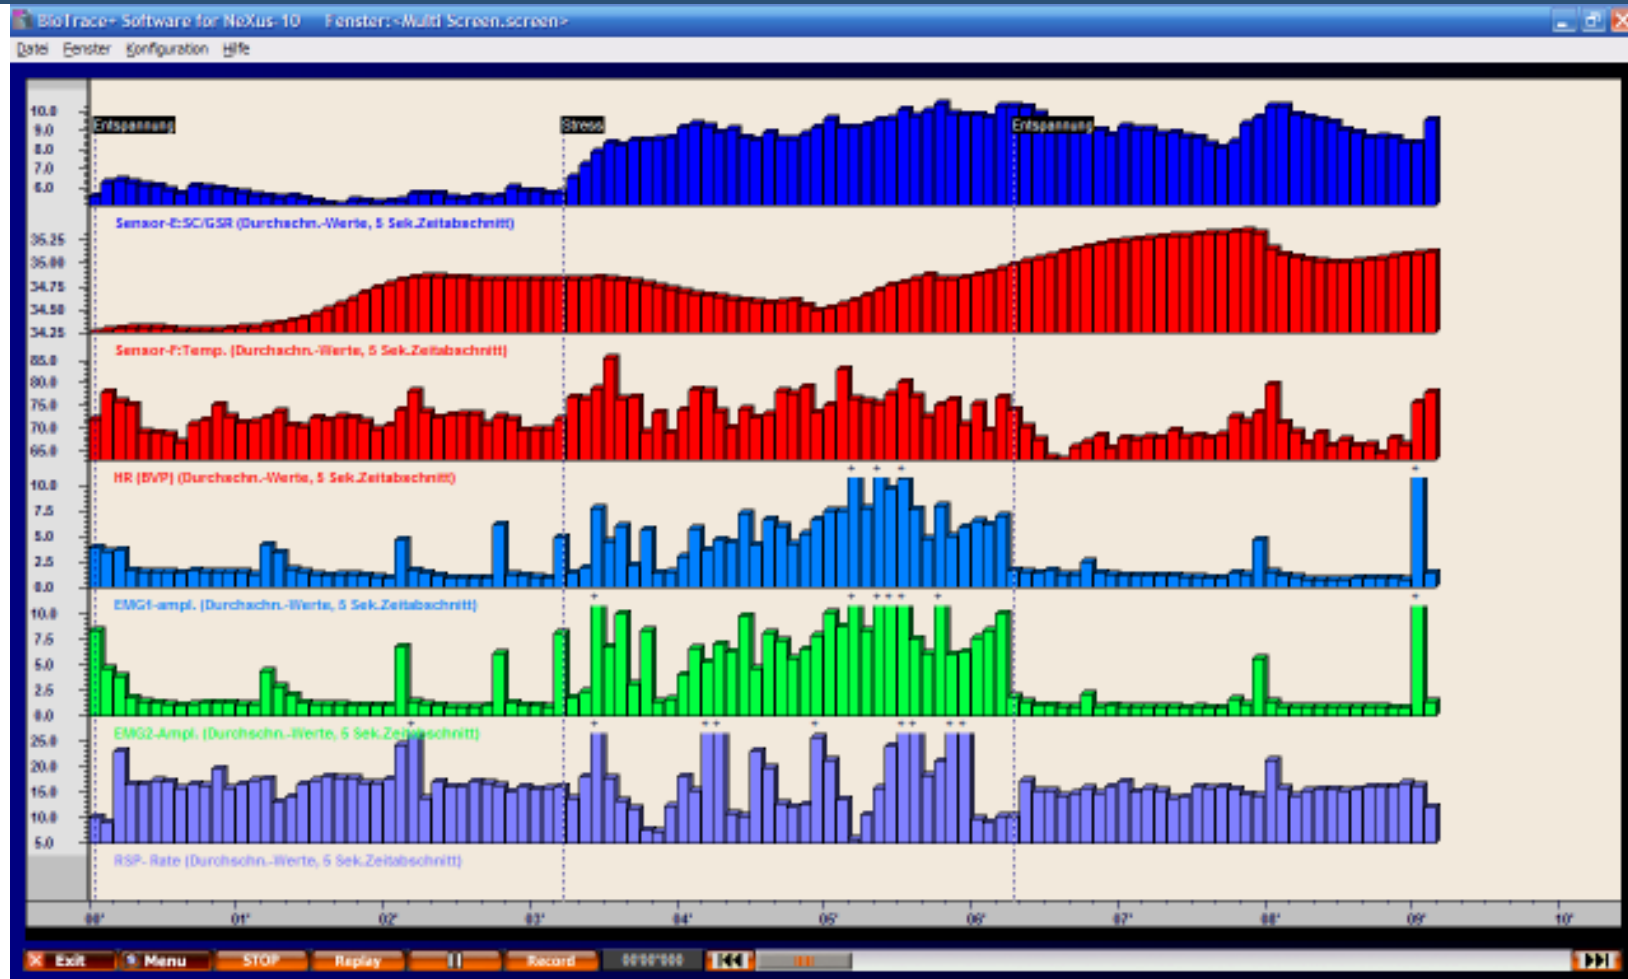 BioTrace+ Software for NeXus-10 Fenster:<Multi Screen.screen>
Datei Fenster Konfiguration Hilfe
10.0
9.0
8.0
7.0
6.0
Entspannung
Stress
Entspannung
Sensor-E:SC/GSR (Durchschn.-Werte, 5 Sek.Zeitabschnitt)
35.25
35.00
34.75
34.50
34.25
Sensor-F:Temp. (Durchschn.-Werte, 5 Sek.Zeitabschnitt)
85.0
80.0
75.0
70.0
65.0
HR (BVP) (Durchschn.-Werte, 5 Sek.Zeitabschnitt)
10.0
7.5
5.0
2.5
0.0
EMG1-ampl. (Durchschn.-Werte, 5 Sek.Zeitabschnitt)
10.0
7.5
5.0
2.5
0.0
EMG2-Ampl. (Durchschn.-Werte, 5 Sek.Zeitabschnitt)
25.0
20.0
15.0
10.0
5.0
RSP- Rate (Durchschn.-Werte, 5 Sek.Zeitabschnitt)
00' 01' 02' 03' 04' 05' 06' 07' 08' 09' 10'
Exit Menu STOP Replay Record 00'00"000